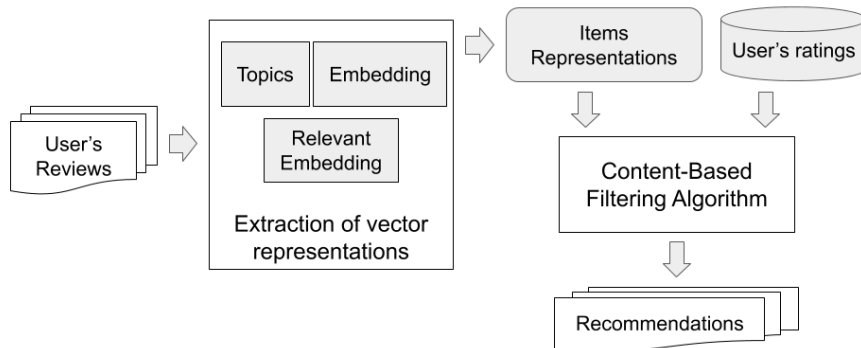 User's
Reviews
Topics
Embedding
Relevant
Embedding
Extraction of vector
representations
Items
Representations
User's ratings
Content-Based
Filtering Algorithm
Recommendations